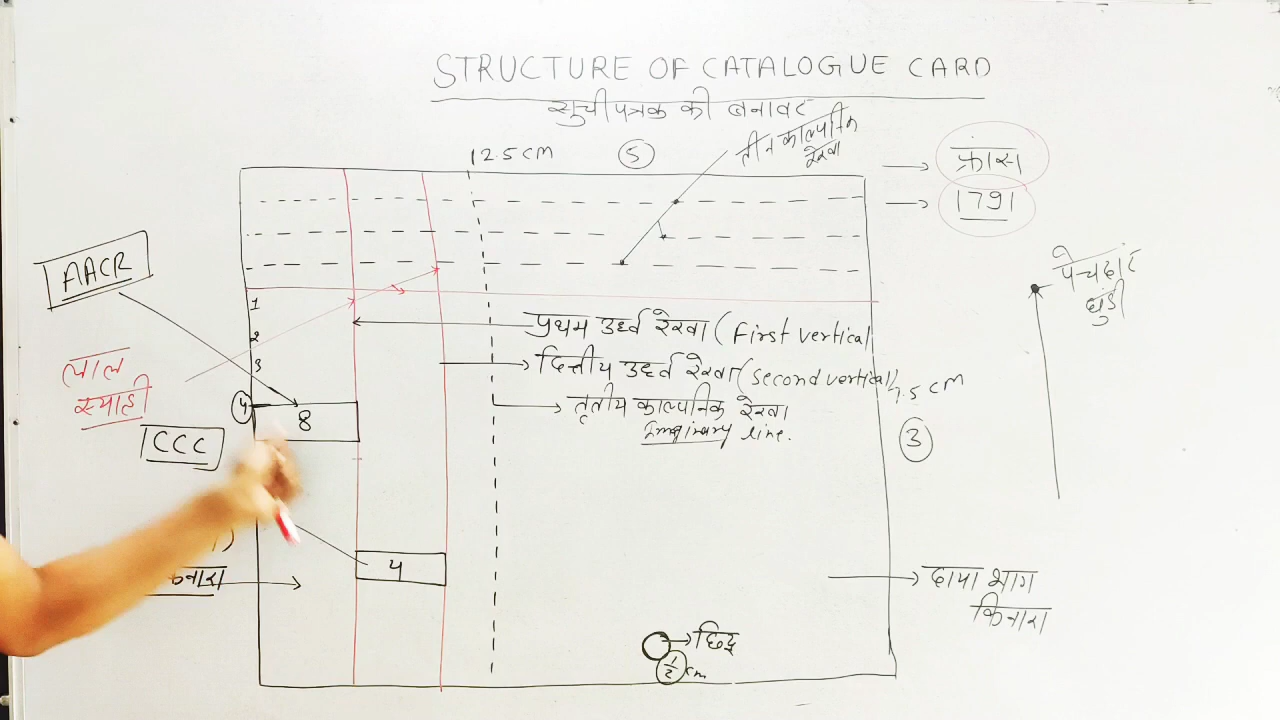 STRUCTURE OF CATALOGUE CARD
सुची पत्रक की बनावट
12.5 CM
5
तीन काल्पनिक
रेखा
फ्रांस
1791
AACR
पेचदार
घुंडी
1
2
3
4
प्रथम उर्ध्व रेखा (First vertical
द्वितीय उर्ध्व रेखा (Second vertical)
7.5 CM
तृतीय काल्पनिक रेखा
Imaginary line.
लाल
स्याही
8
CCC
3
4
किनारा
दाया भाग
किनारा
छिद्र
1/2 cm